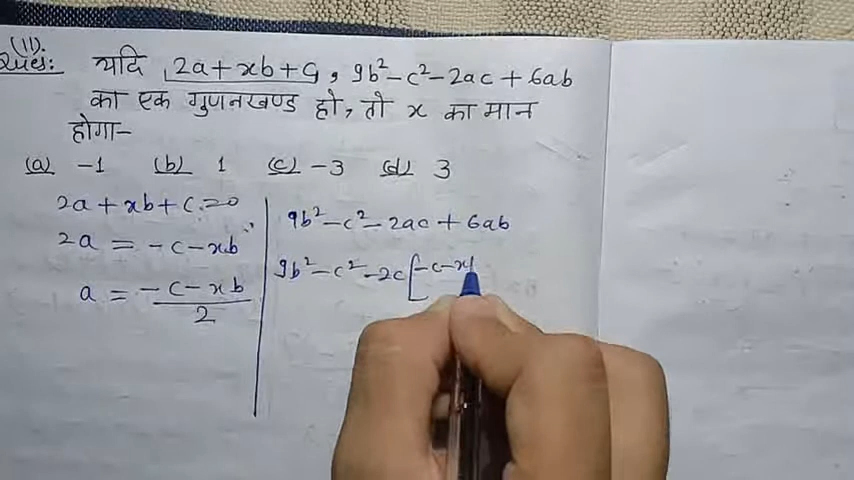 (11).
Ques: यदि 2a+xb+c, 9b²-c²-2ac+6ab
का एक गुणनखण्ड हो, तो x का मान
होगा-
(a) -1 (b) 1 (c) -3 (d) 3
2a+xb+c=0
2a = -c-xb
a = -c-xb
2
9b²-c²-2ac+6ab
9b²-c²-2c[-c-x